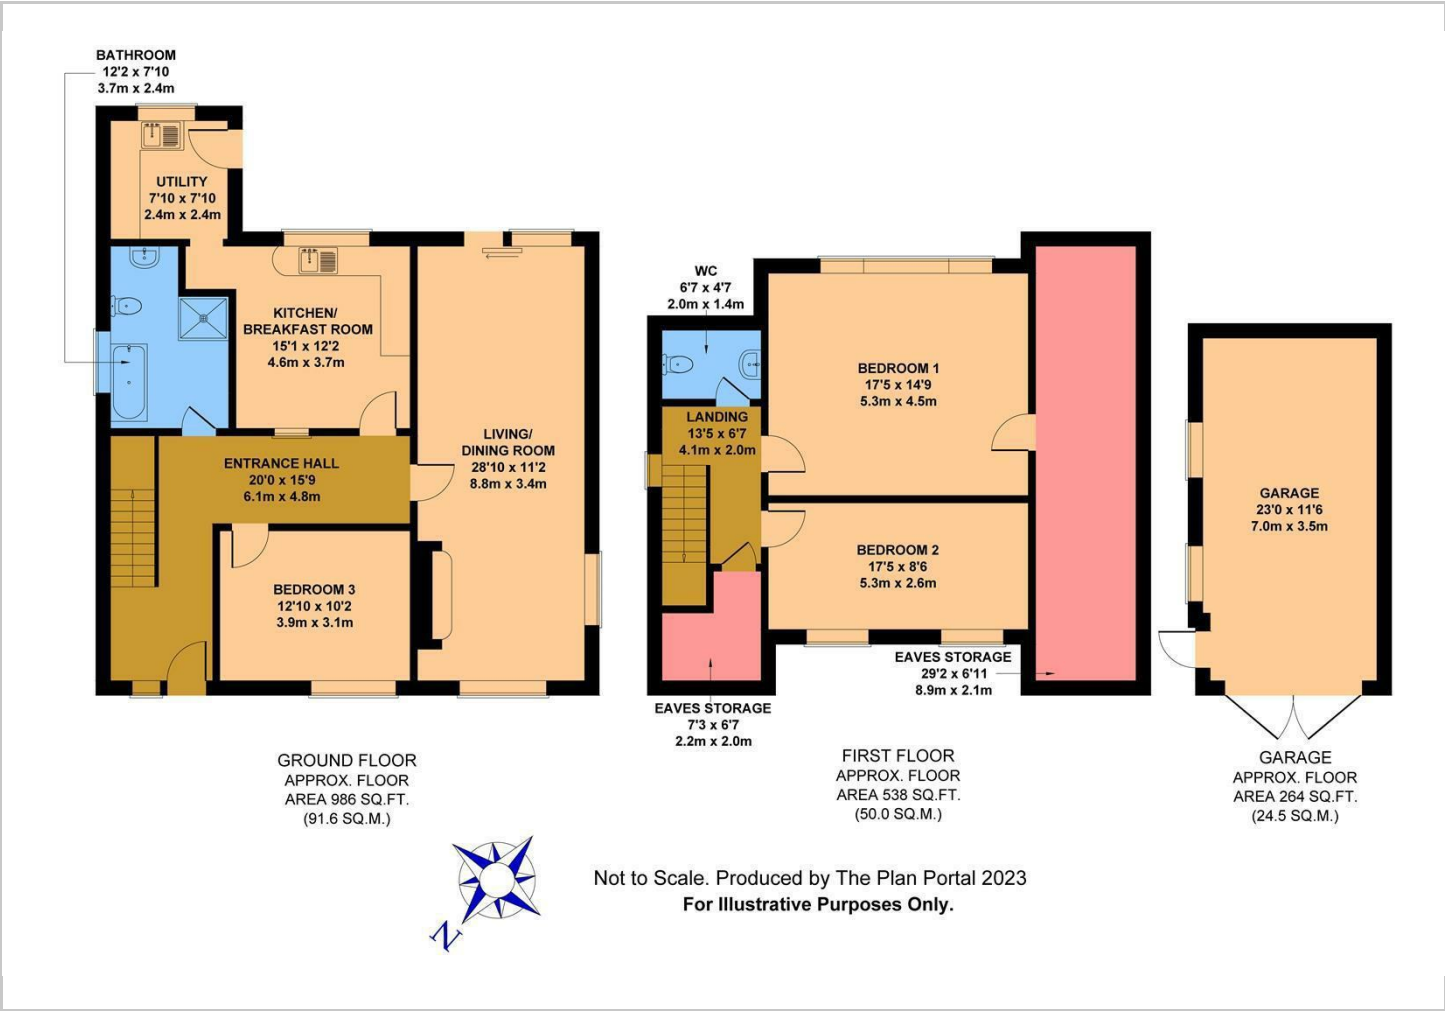 BATHROOM
12'2 x 7'10
3.7m x 2.4m
UTILITY
7'10 x 7'10
2.4m x 2.4m
KITCHEN/
BREAKFAST ROOM
15'1 x 12'2
4.6m x 3.7m
LIVING/
DINING ROOM
28'10 x 11'2
8.8m x 3.4m
ENTRANCE HALL
20'0 x 15'9
6.1m x 4.8m
BEDROOM 3
12'10 x 10'2
3.9m x 3.1m
GROUND FLOOR
APPROX. FLOOR
AREA 986 SQ.FT.
(91.6 SQ.M.)
WC
6'7 x 4'7
2.0m x 1.4m
LANDING
13'5 x 6'7
4.1m x 2.0m
BEDROOM 1
17'5 x 14'9
5.3m x 4.5m
BEDROOM 2
17'5 x 8'6
5.3m x 2.6m
EAVES STORAGE
29'2 x 6'11
8.9m x 2.1m
EAVES STORAGE
7'3 x 6'7
2.2m x 2.0m
FIRST FLOOR
APPROX. FLOOR
AREA 538 SQ.FT.
(50.0 SQ.M.)
GARAGE
23'0 x 11'6
7.0m x 3.5m
GARAGE
APPROX. FLOOR
AREA 264 SQ.FT.
(24.5 SQ.M.)
N
Not to Scale. Produced by The Plan Portal 2023
For Illustrative Purposes Only.